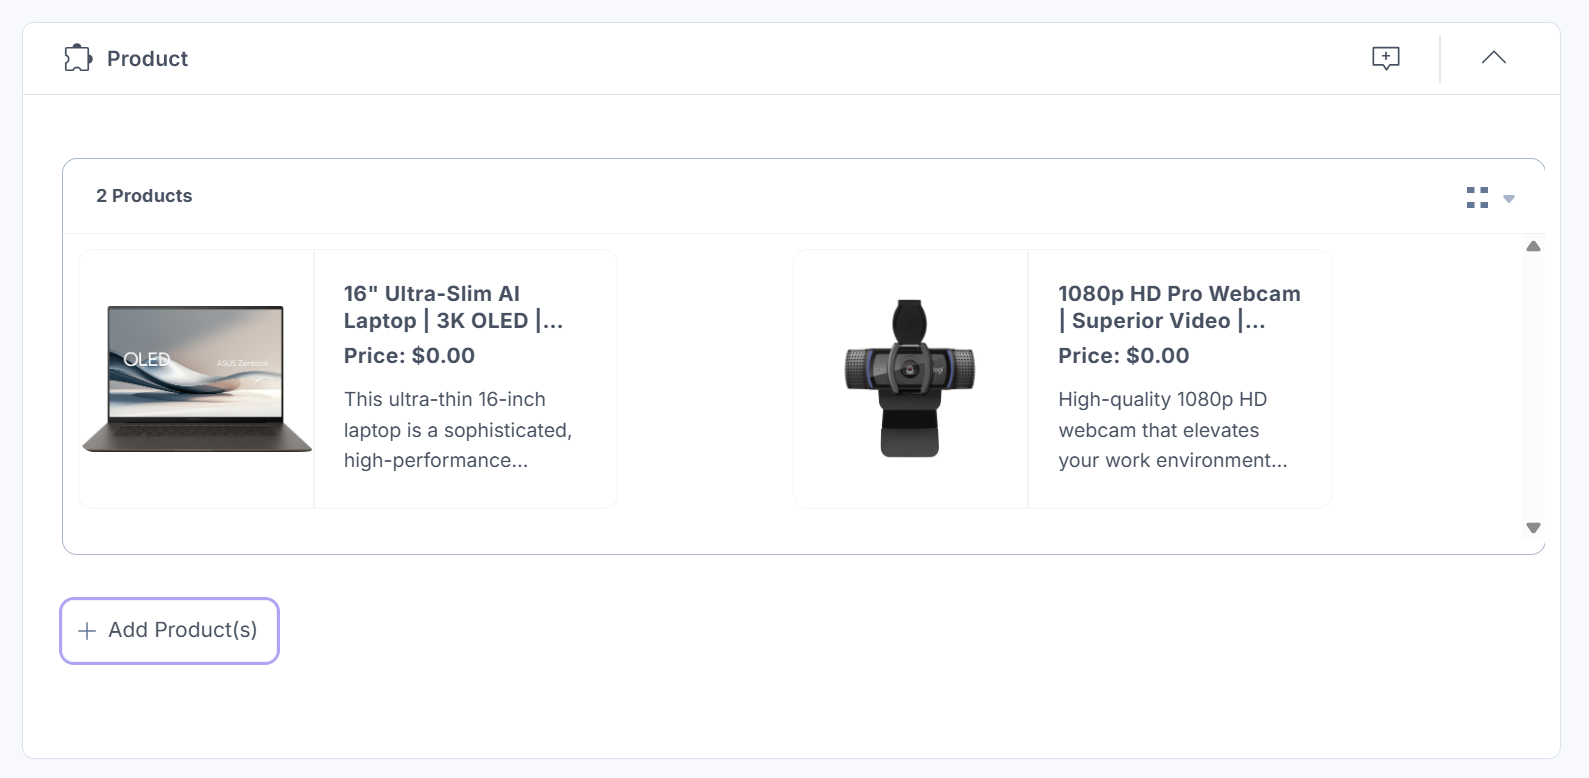 Product
2 Products
OLED
ASUS Zenbook
16" Ultra-Slim AI
Laptop | 3K OLED |...
Price: $0.00
This ultra-thin 16-inch
laptop is a sophisticated,
high-performance...
logi
1080p HD Pro Webcam
| Superior Video |...
Price: $0.00
High-quality 1080p HD
webcam that elevates
your work environment...
Add Product(s)